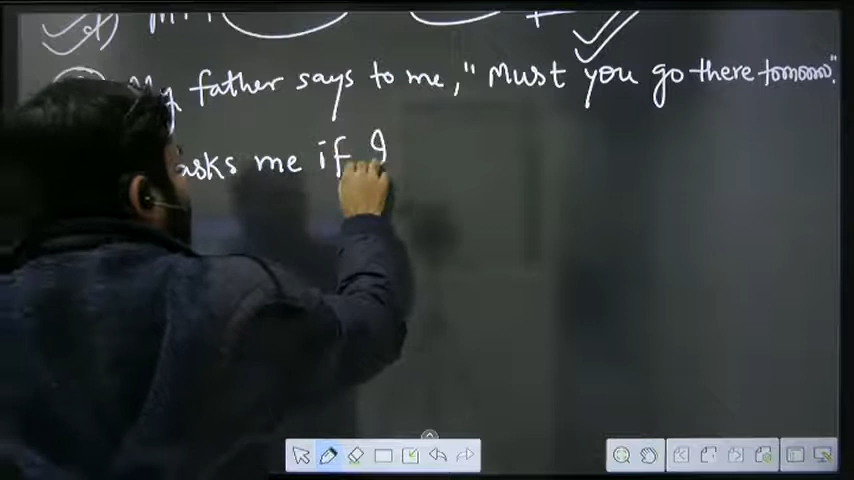 My father says to me, "Must you go there tomorrow."
asks me if I